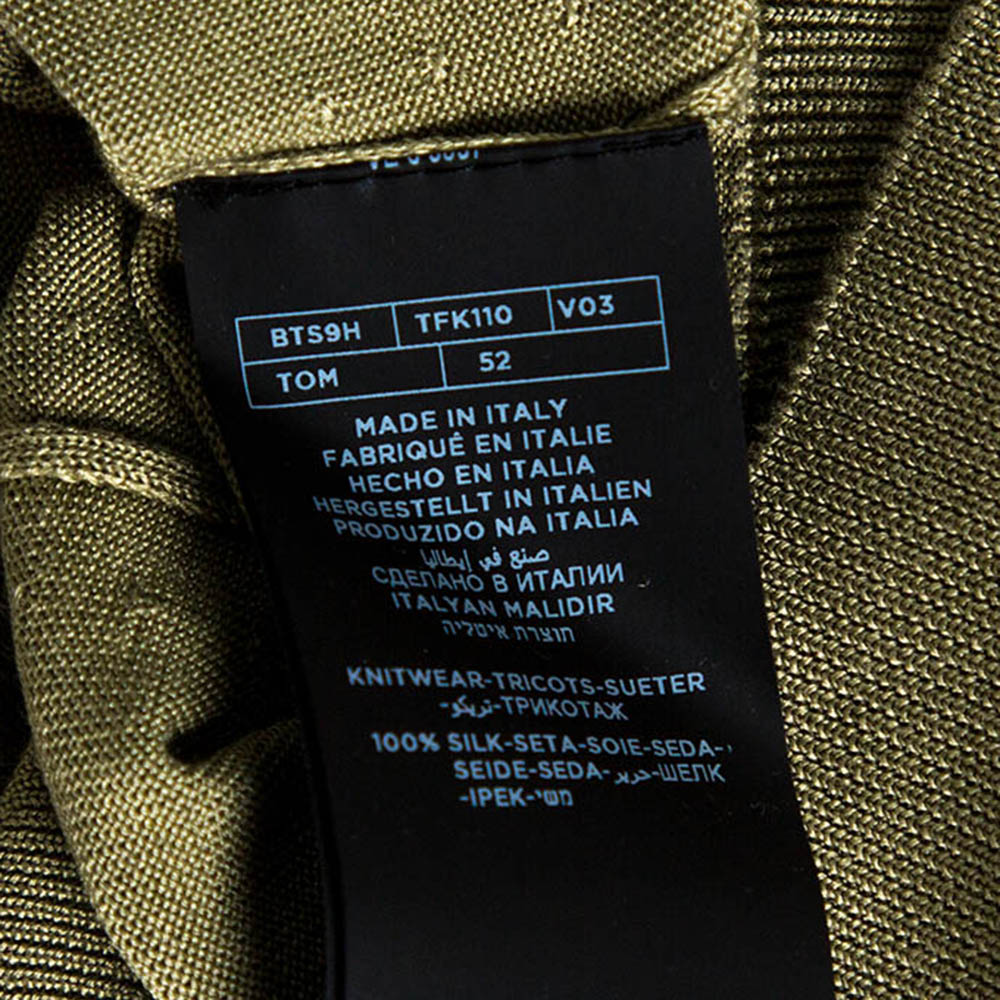 BTS9H TFK110 V03
TOM 52
MADE IN ITALY
FABRIQUÊ EN ITALIE
HECHO EN ITALIA
HERGESTELLT IN ITALIEN
PRODUZIDO NA ITALIA
صنع في إيطاليا
СДЕЛАНО В ИТАЛИИ
ITALYAN MALIDIR
תוצרת איטליה
KNITWEAR-TRICOTS-SUETER
-تريكو-ТРИКОТАЖ
100% SILK-SETA-SOIE-SEDA-
SEIDE-SEDA-حرير-ШЕЛК
-IPEK-משי